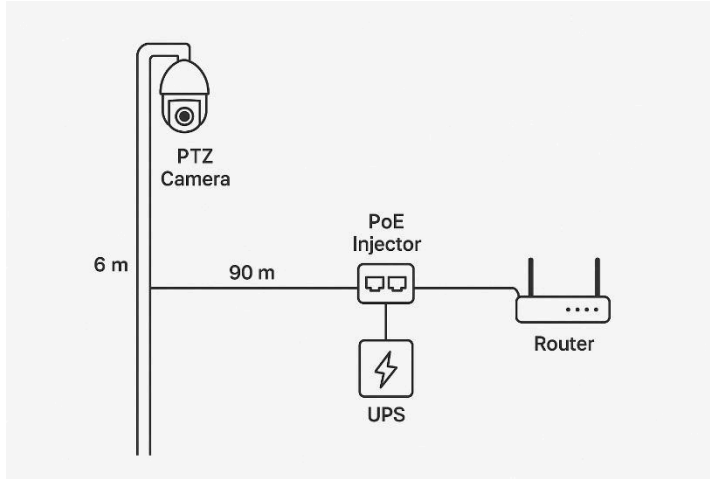 PTZ
Camera
6 m
90 m
PoE
Injector
Router
UPS